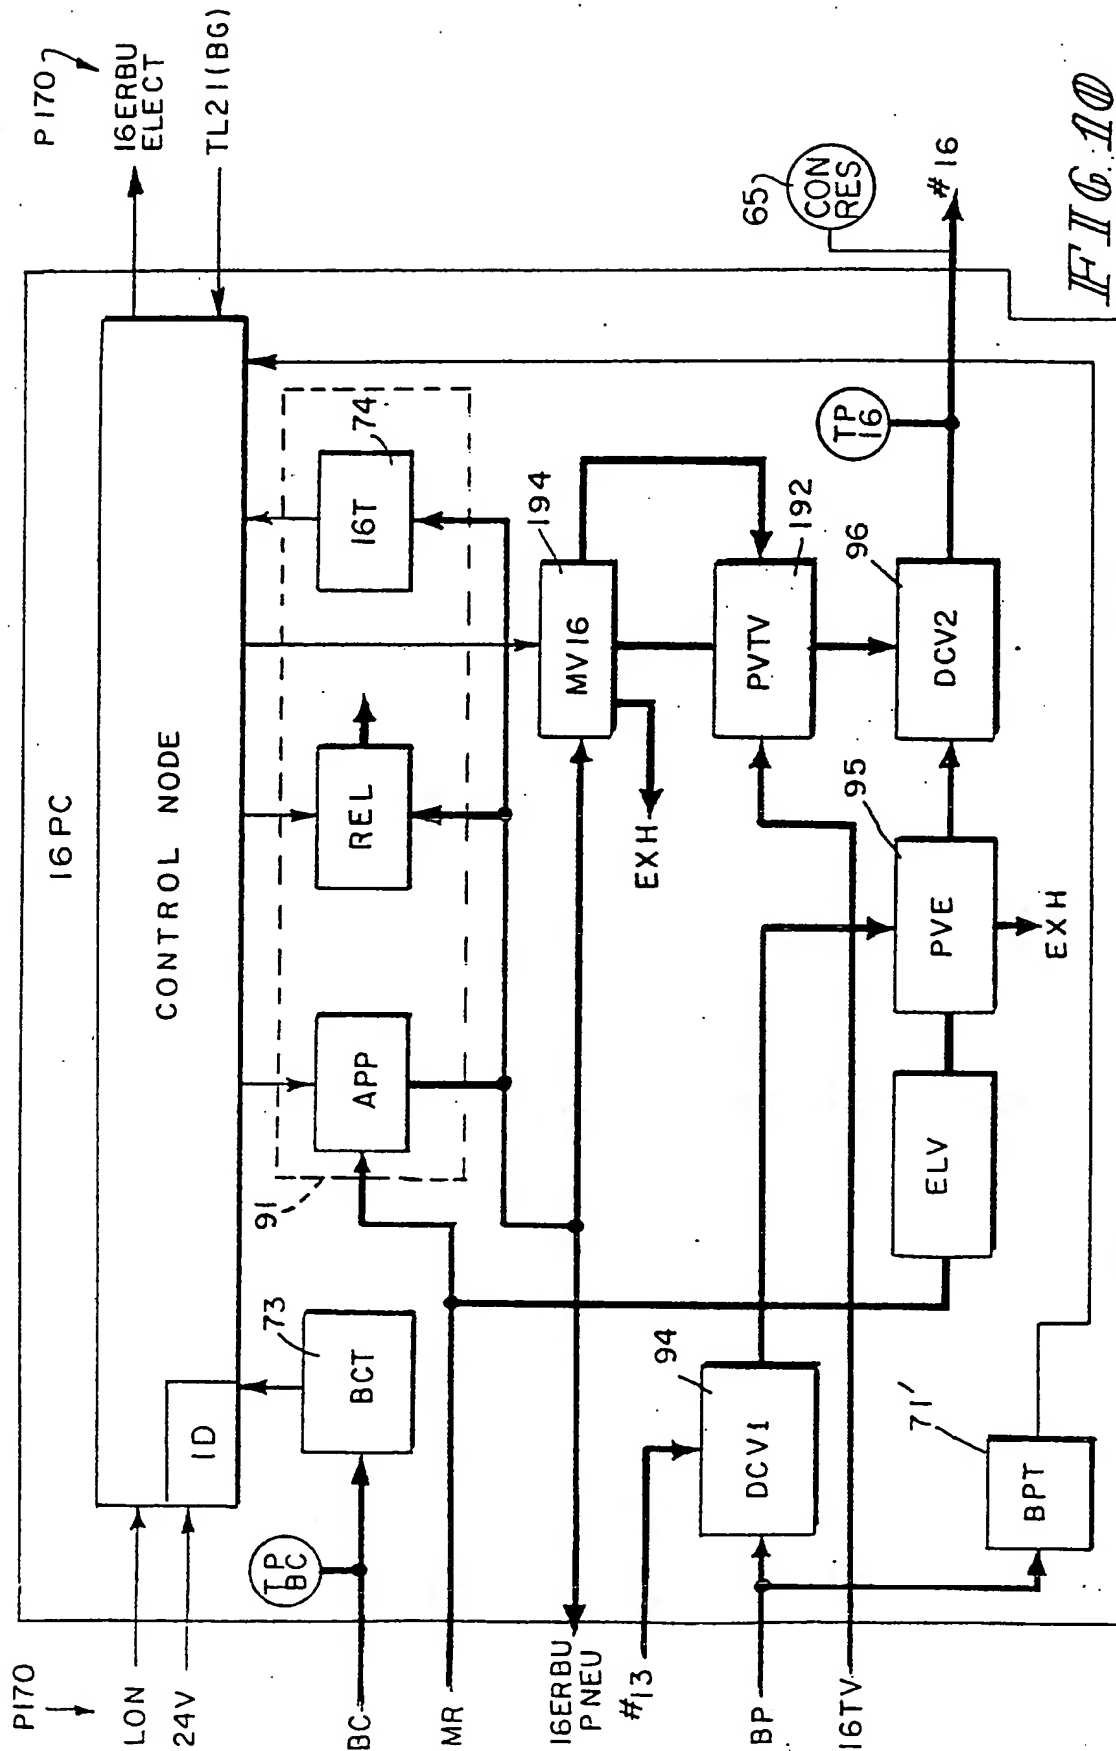 P170
LON
24V
BC
MR
16ERBU
PNEU
#13
BP
16TV
16PC
CONTROL NODE
ID
TP
BC
73
BCT
91
APP
REL
16T
74
MV16
194
EXH
PVTV
192
94
DCV1
71'
BPT
ELV
95
PVE
EXH
96
DCV2
TP
16
65
CON
RES
#16
P170
16ERBU
ELECT
TL21(BG)
FIG. 10